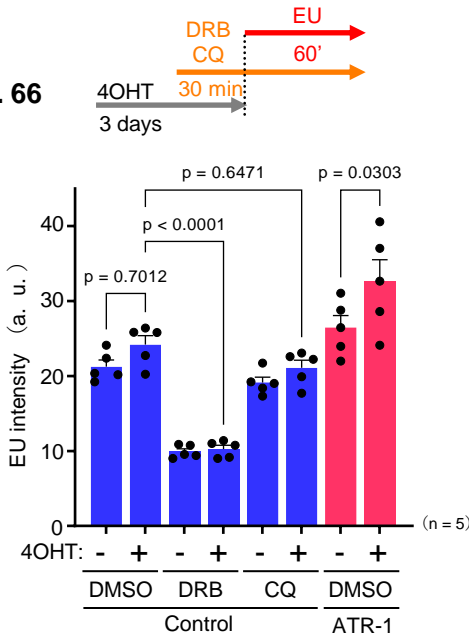 EU
DRB
CQ 60'
. 66
4OHT 30 min
3 days
p = 0.6471 p = 0.0303
p < 0.0001
p = 0.7012
EU intensity (a. u.)
40
30
20
10
0
(n = 5)
4OHT: - + - + - + - +
DMSO DRB CQ DMSO
Control ATR-1